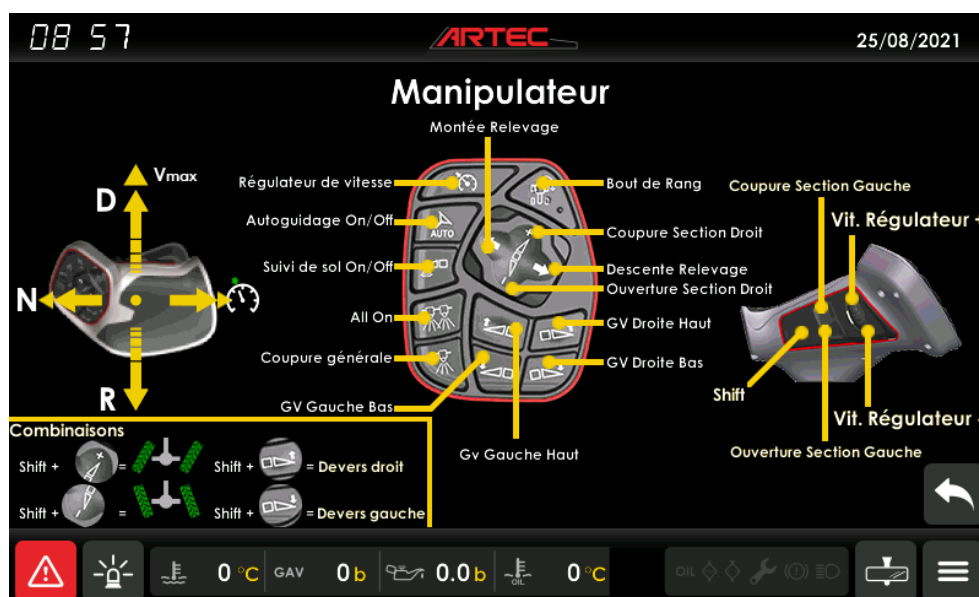 08 57
ARTEC
25/08/2021
Manipulateur
Montée Relevage
Vmax
D
N
R
Régulateur de vitesse
Autoguidage On/Off
AUTO
Suivi de sol On/Off
All On
Coupure générale
GV Gauche Bas
Gv Gauche Haut
Bout de Rang
Coupure Section Droit
Descente Relevage
Ouverture Section Droit
GV Droite Haut
GV Droite Bas
Coupure Section Gauche
Vit. Régulateur +
Shift
Vit. Régulateur -
Ouverture Section Gauche
Combinaisons
Shift + = Shift + = Devers droit
Shift + = Shift + = Devers gauche
0 °C GAV 0 b 0.0 b OIL 0 °C OIL